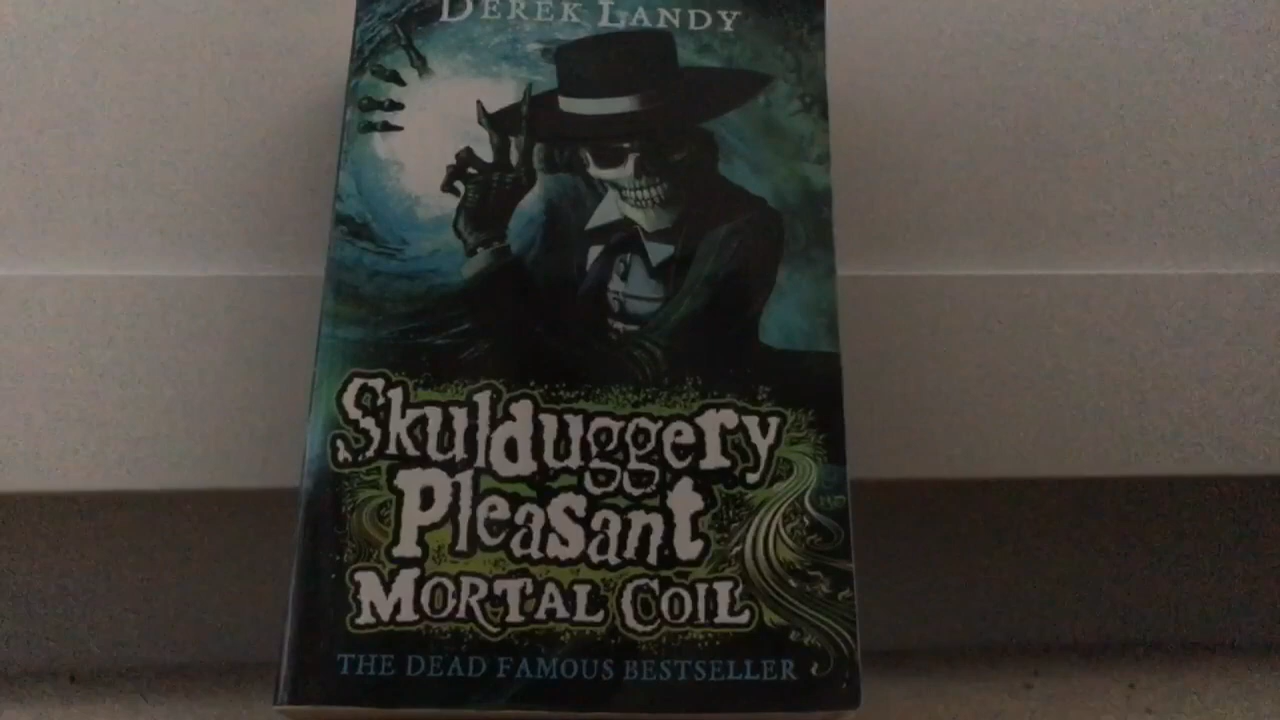 DEREK LANDY
Skulduggery
Pleasant
MORTAL COIL
THE DEAD FAMOUS BESTSELLER